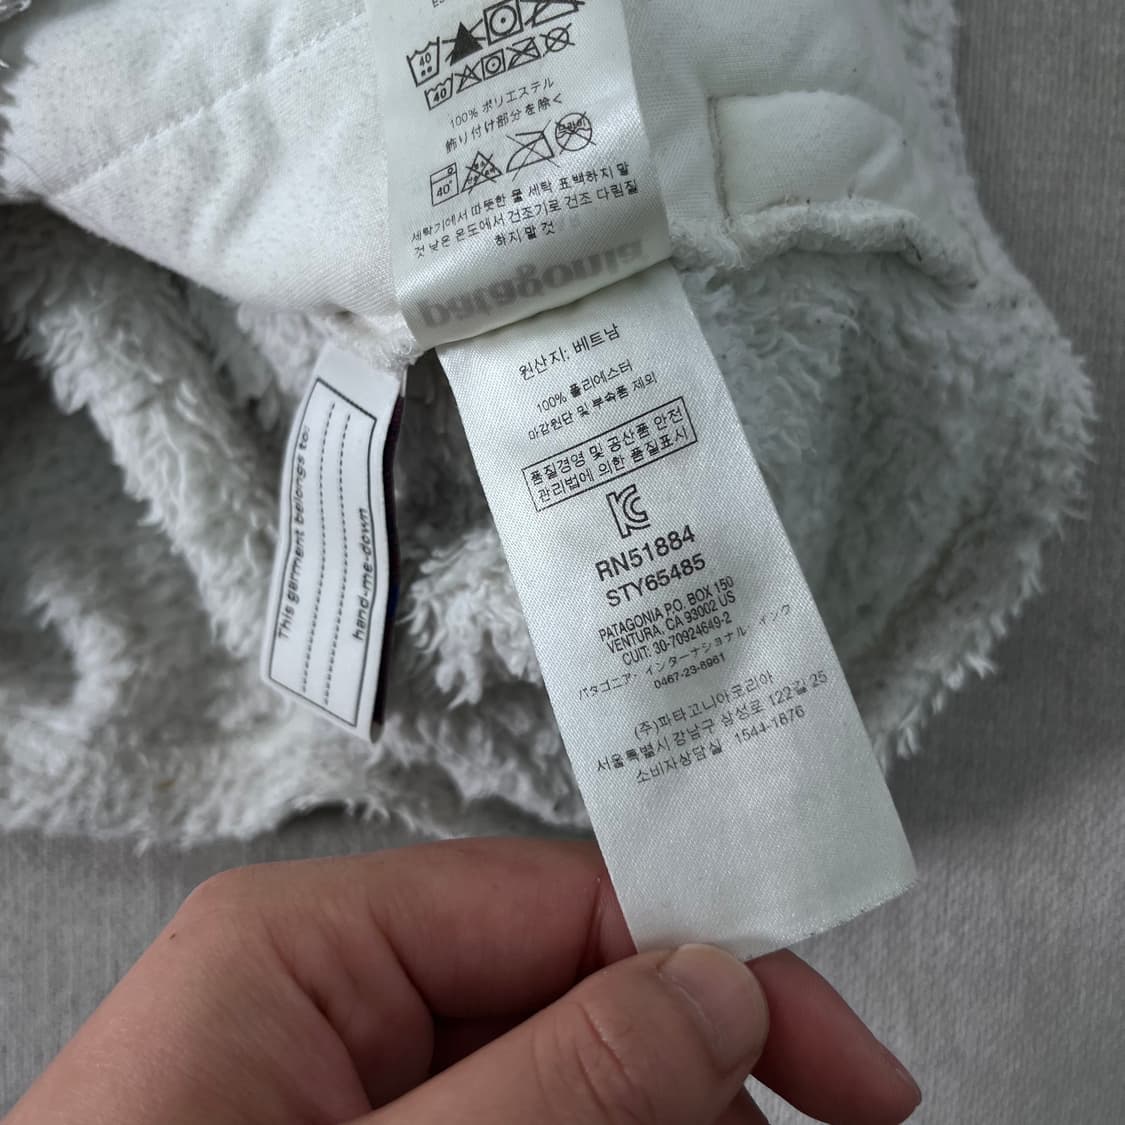 40
40
100% ポリエステル
飾り付け部分を除く
40°
세탁기에서 따뜻한 물 세탁 표백하지 말
것 낮은 온도에서 건조기로 건조 다림질
하지 말 것
patagonia
원산지: 베트남
100% 폴리에스터
마감원단 및 부속품 제외
품질경영 및 공산품 안전
관리법에 의한 품질표시
RN51884
STY65485
PATAGONIA P.O. BOX 150
VENTURA, CA 93002 US
CUIT: 30-70924649-2
パタゴニア・インターナショナル・インク
0467-23-8961
(주)파타고니아코리아
서울특별시 강남구 삼성로 122길 25
소비자상담실 1544-1876
This garment belongs to:
hand-me-down